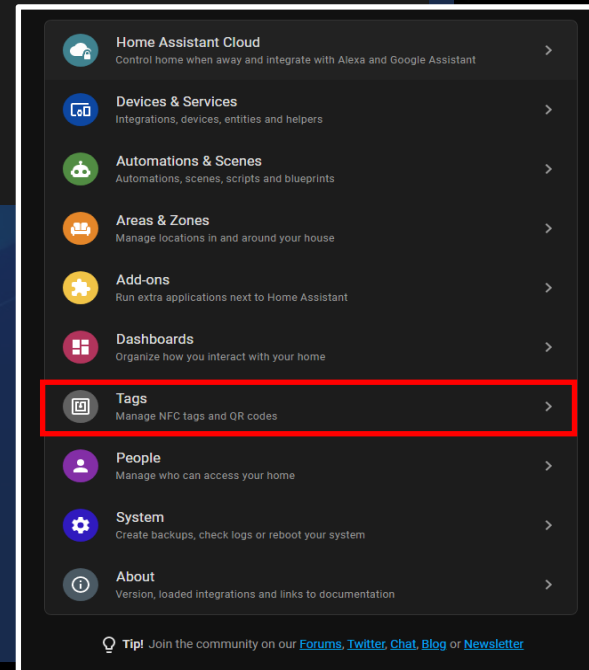 Home Assistant Cloud
Control home when away and integrate with Alexa and Google Assistant
Devices & Services
Integrations, devices, entities and helpers
Automations & Scenes
Automations, scenes, scripts and blueprints
Areas & Zones
Manage locations in and around your house
Add-ons
Run extra applications next to Home Assistant
Dashboards
Organize how you interact with your home
Tags
Manage NFC tags and QR codes
People
Manage who can access your home
System
Create backups, check logs or reboot your system
About
Version, loaded integrations and links to documentation
Tip! Join the community on our Forums, Twitter, Chat, Blog or Newsletter